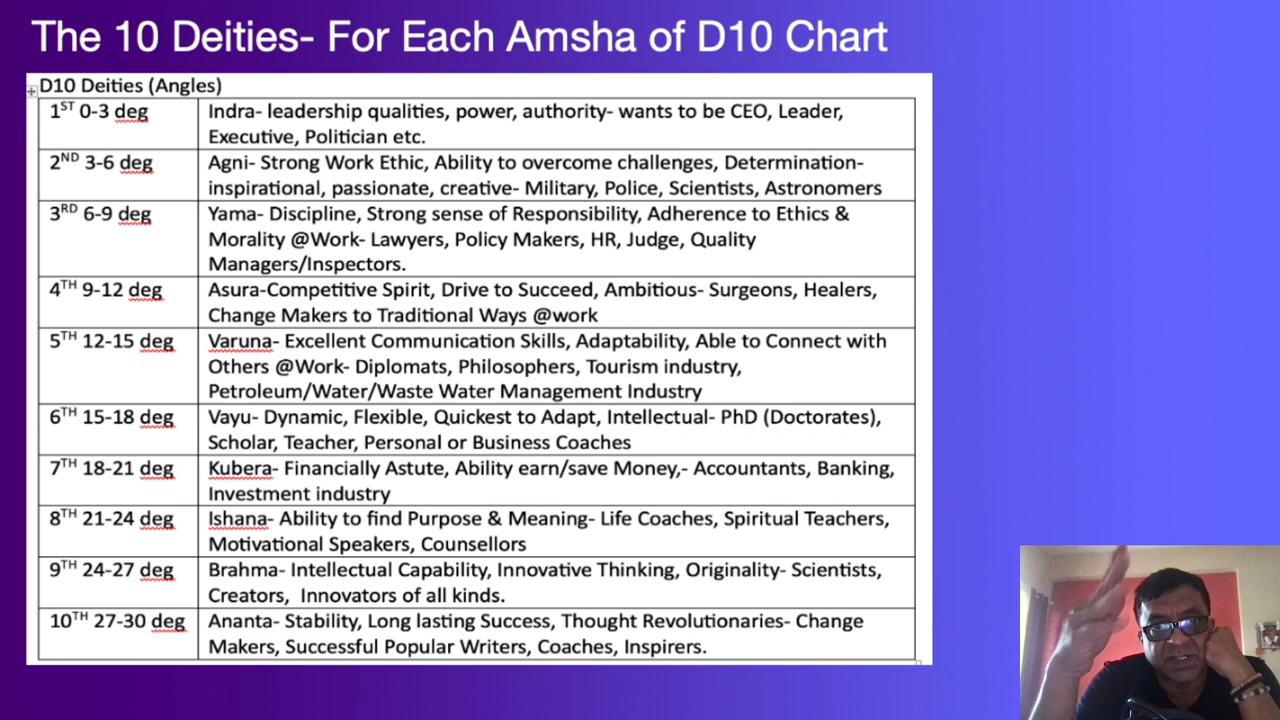 The 10 Deities- For Each Amsha of D10 Chart
D10 Deities (Angles)
1ST 0-3 deg
Indra- leadership qualities, power, authority- wants to be CEO, Leader,
Executive, Politician etc.
2ND 3-6 deg
Agni- Strong Work Ethic, Ability to overcome challenges, Determination-
inspirational, passionate, creative- Military, Police, Scientists, Astronomers
3RD 6-9 deg
Yama- Discipline, Strong sense of Responsibility, Adherence to Ethics &
Morality @Work- Lawyers, Policy Makers, HR, Judge, Quality
Managers/Inspectors.
4TH 9-12 deg
Asura-Competitive Spirit, Drive to Succeed, Ambitious- Surgeons, Healers,
Change Makers to Traditional Ways @work
5TH 12-15 deg
Varuna- Excellent Communication Skills, Adaptability, Able to Connect with
Others @Work- Diplomats, Philosophers, Tourism industry,
Petroleum/Water/Waste Water Management Industry
6TH 15-18 deg
Vayu- Dynamic, Flexible, Quickest to Adapt, Intellectual- PhD (Doctorates),
Scholar, Teacher, Personal or Business Coaches
7TH 18-21 deg
Kubera- Financially Astute, Ability earn/save Money,- Accountants, Banking,
Investment industry
8TH 21-24 deg
Ishana- Ability to find Purpose & Meaning- Life Coaches, Spiritual Teachers,
Motivational Speakers, Counsellors
9TH 24-27 deg
Brahma- Intellectual Capability, Innovative Thinking, Originality- Scientists,
Creators, Innovators of all kinds.
10TH 27-30 deg
Ananta- Stability, Long lasting Success, Thought Revolutionaries- Change
Makers, Successful Popular Writers, Coaches, Inspirers.